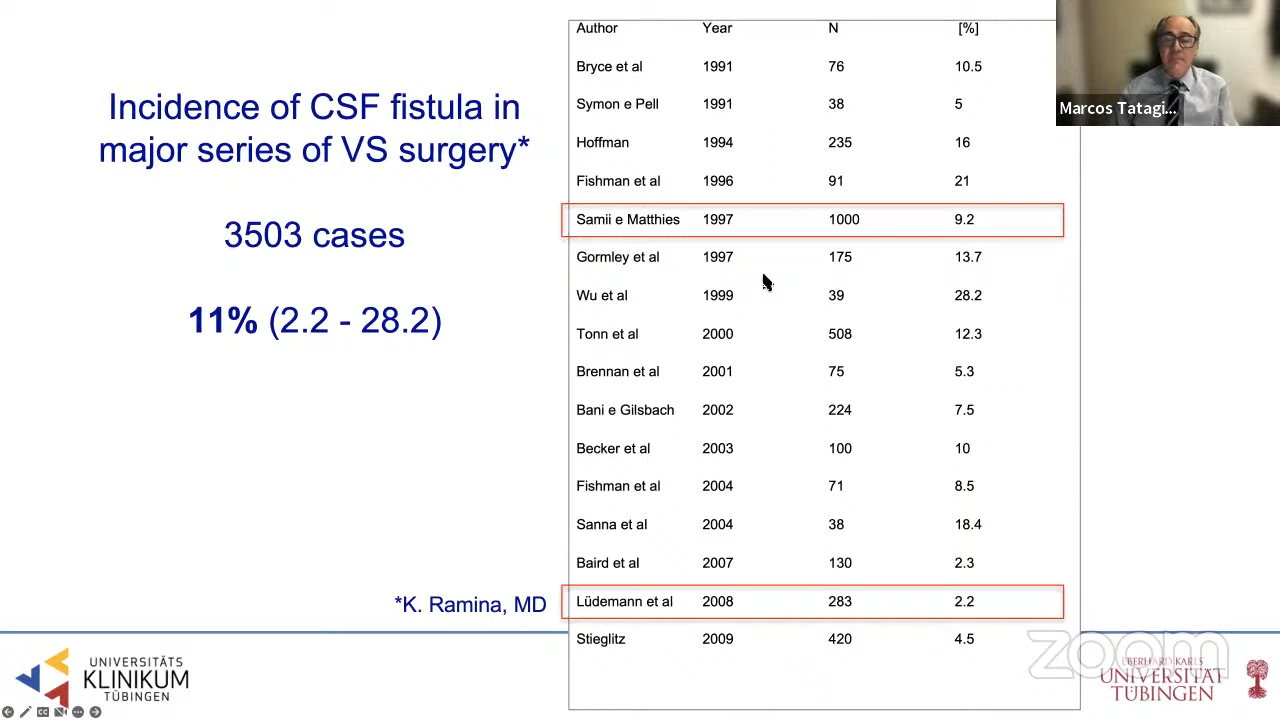 Incidence of CSF fistula in
major series of VS surgery*
3503 cases
11% (2.2 - 28.2)
*K. Ramina, MD
Author Year N [%]
Bryce et al 1991 76 10.5
Symon e Pell 1991 38 5
Hoffman 1994 235 16
Fishman et al 1996 91 21
Samii e Matthies 1997 1000 9.2
Gormley et al 1997 175 13.7
Wu et al 1999 39 28.2
Tonn et al 2000 508 12.3
Brennan et al 2001 75 5.3
Bani e Gilsbach 2002 224 7.5
Becker et al 2003 100 10
Fishman et al 2004 71 8.5
Sanna et al 2004 38 18.4
Baird et al 2007 130 2.3
Lüdemann et al 2008 283 2.2
Stieglitz 2009 420 4.5
Marcos Tatagi...
UNIVERSITÄTS
KLINIKUM
TÜBINGEN
zoom
EBERHARD KARLS
UNIVERSITÄT
TÜBINGEN
CC